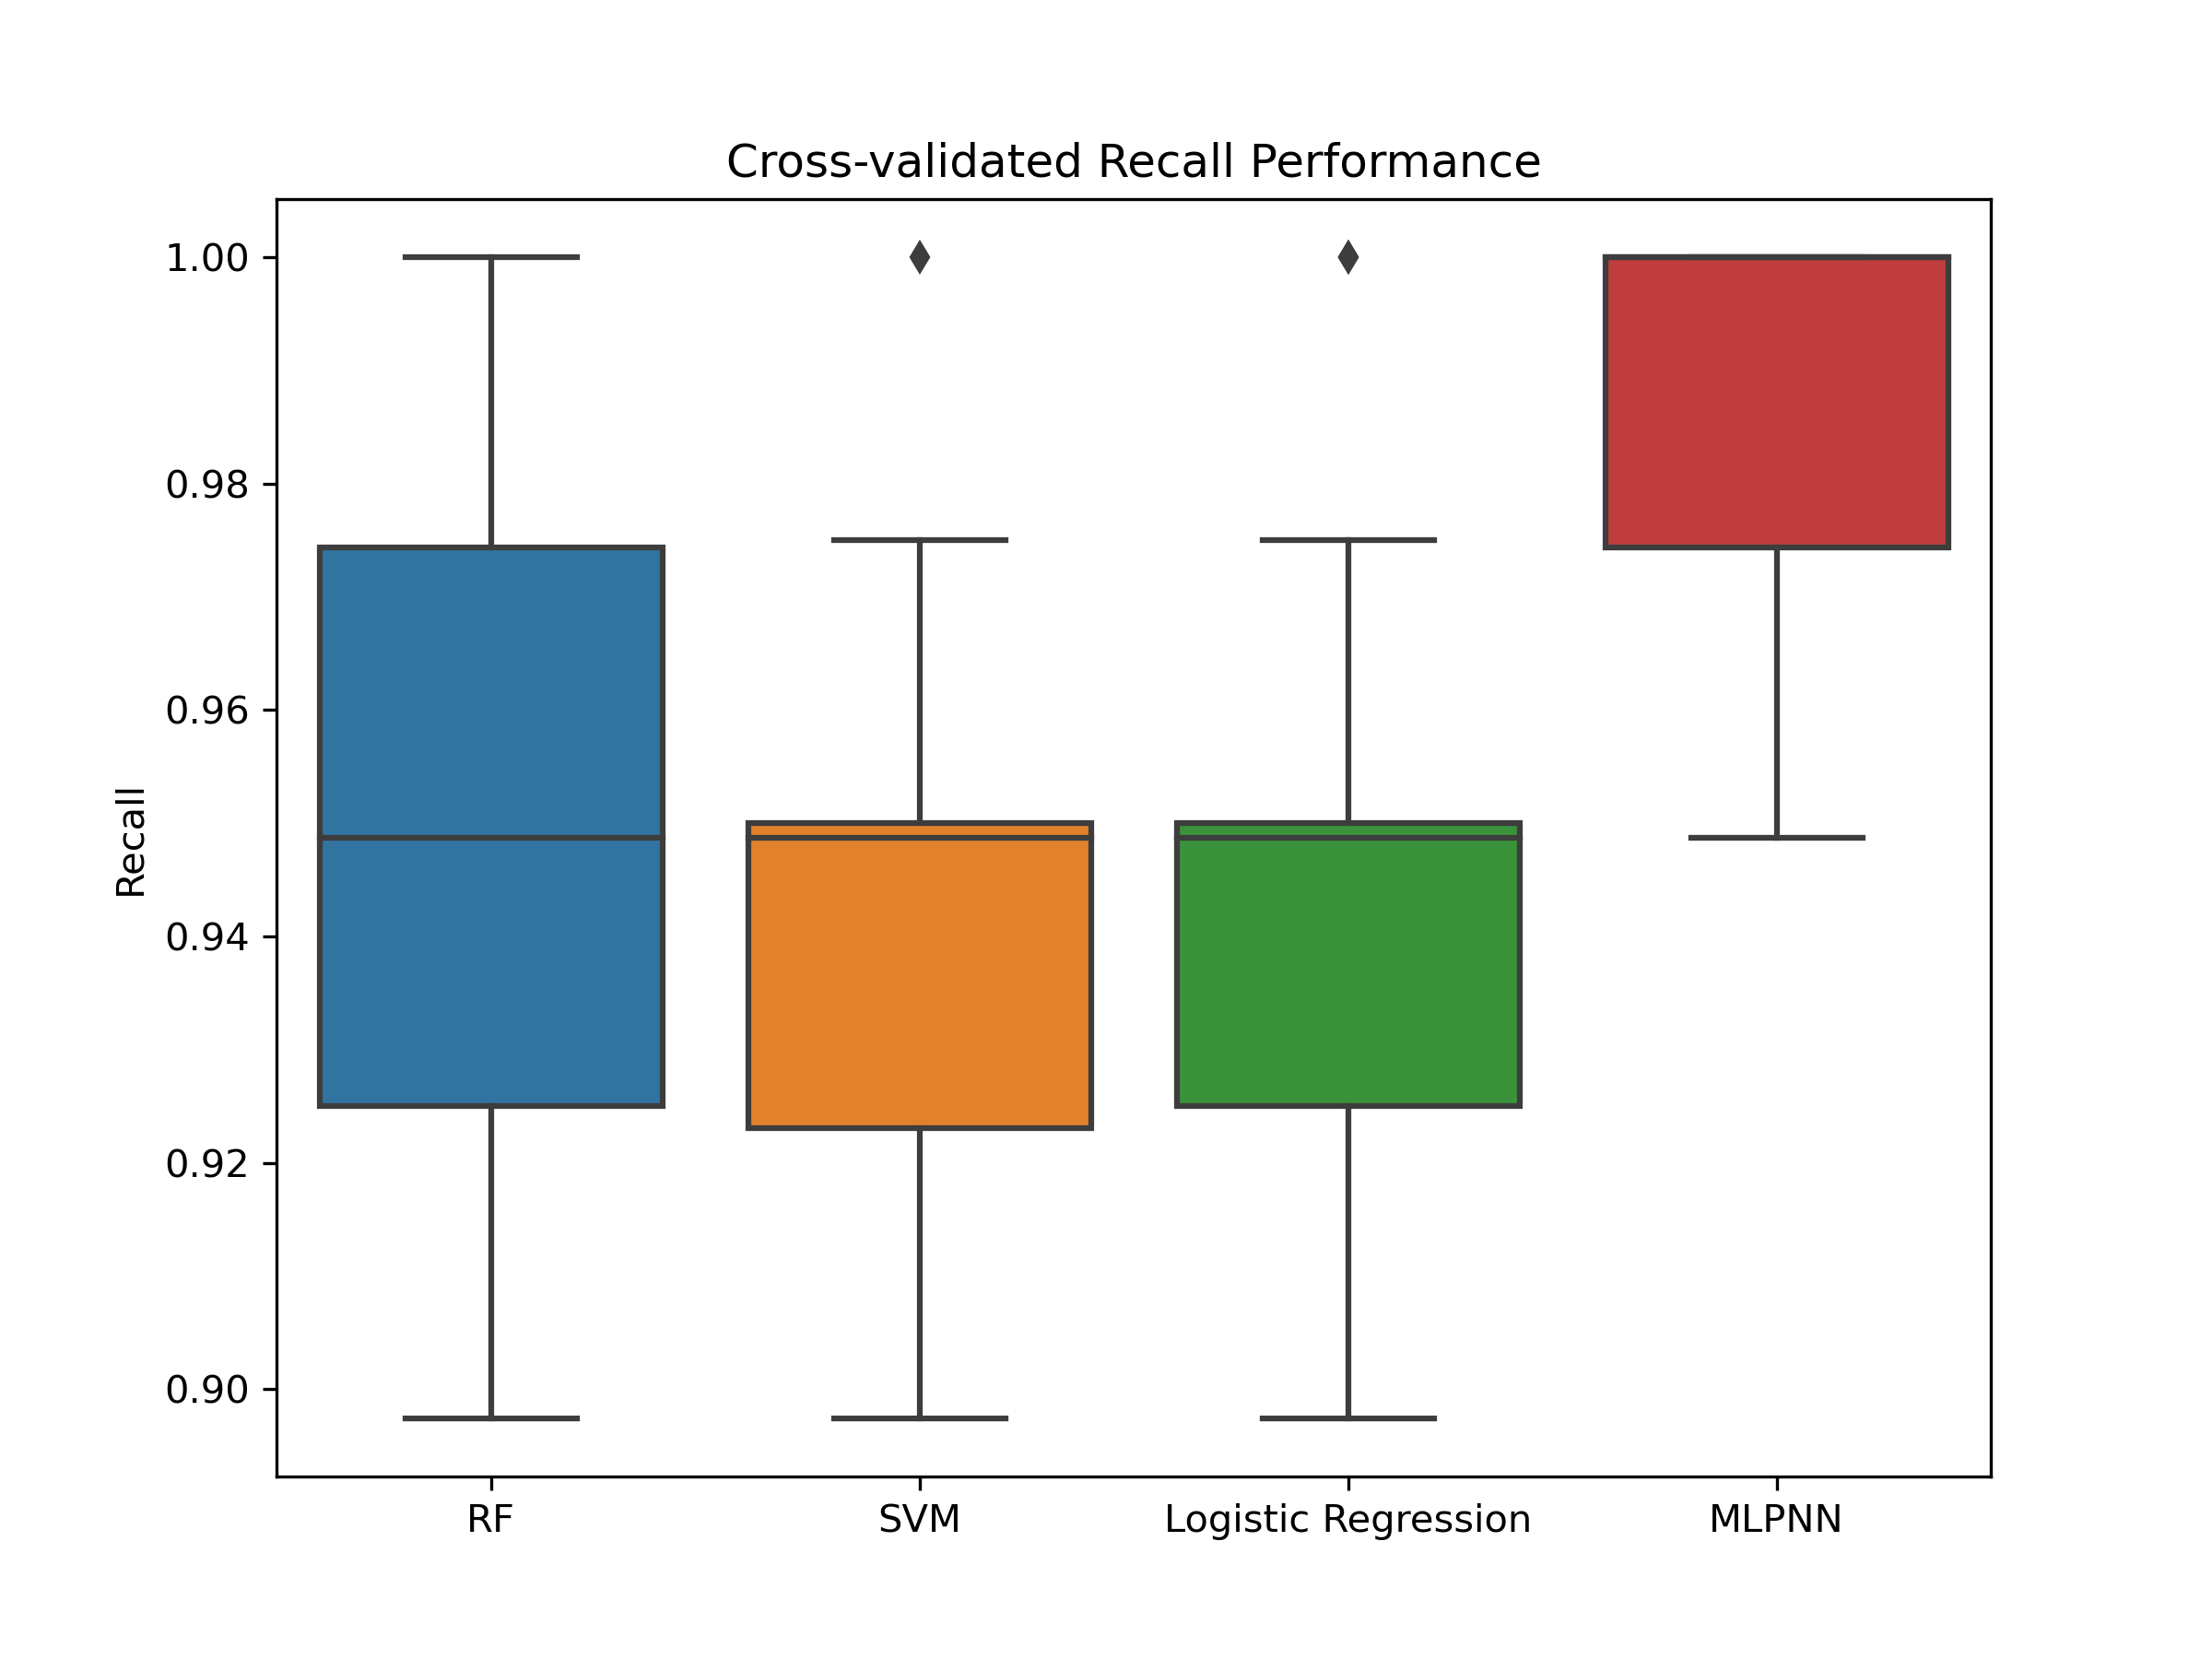 Cross-validated Recall Performance
1.00
0.98
0.96
0.94
0.92
0.90
Recall
RF
SVM
Logistic Regression
MLPNN